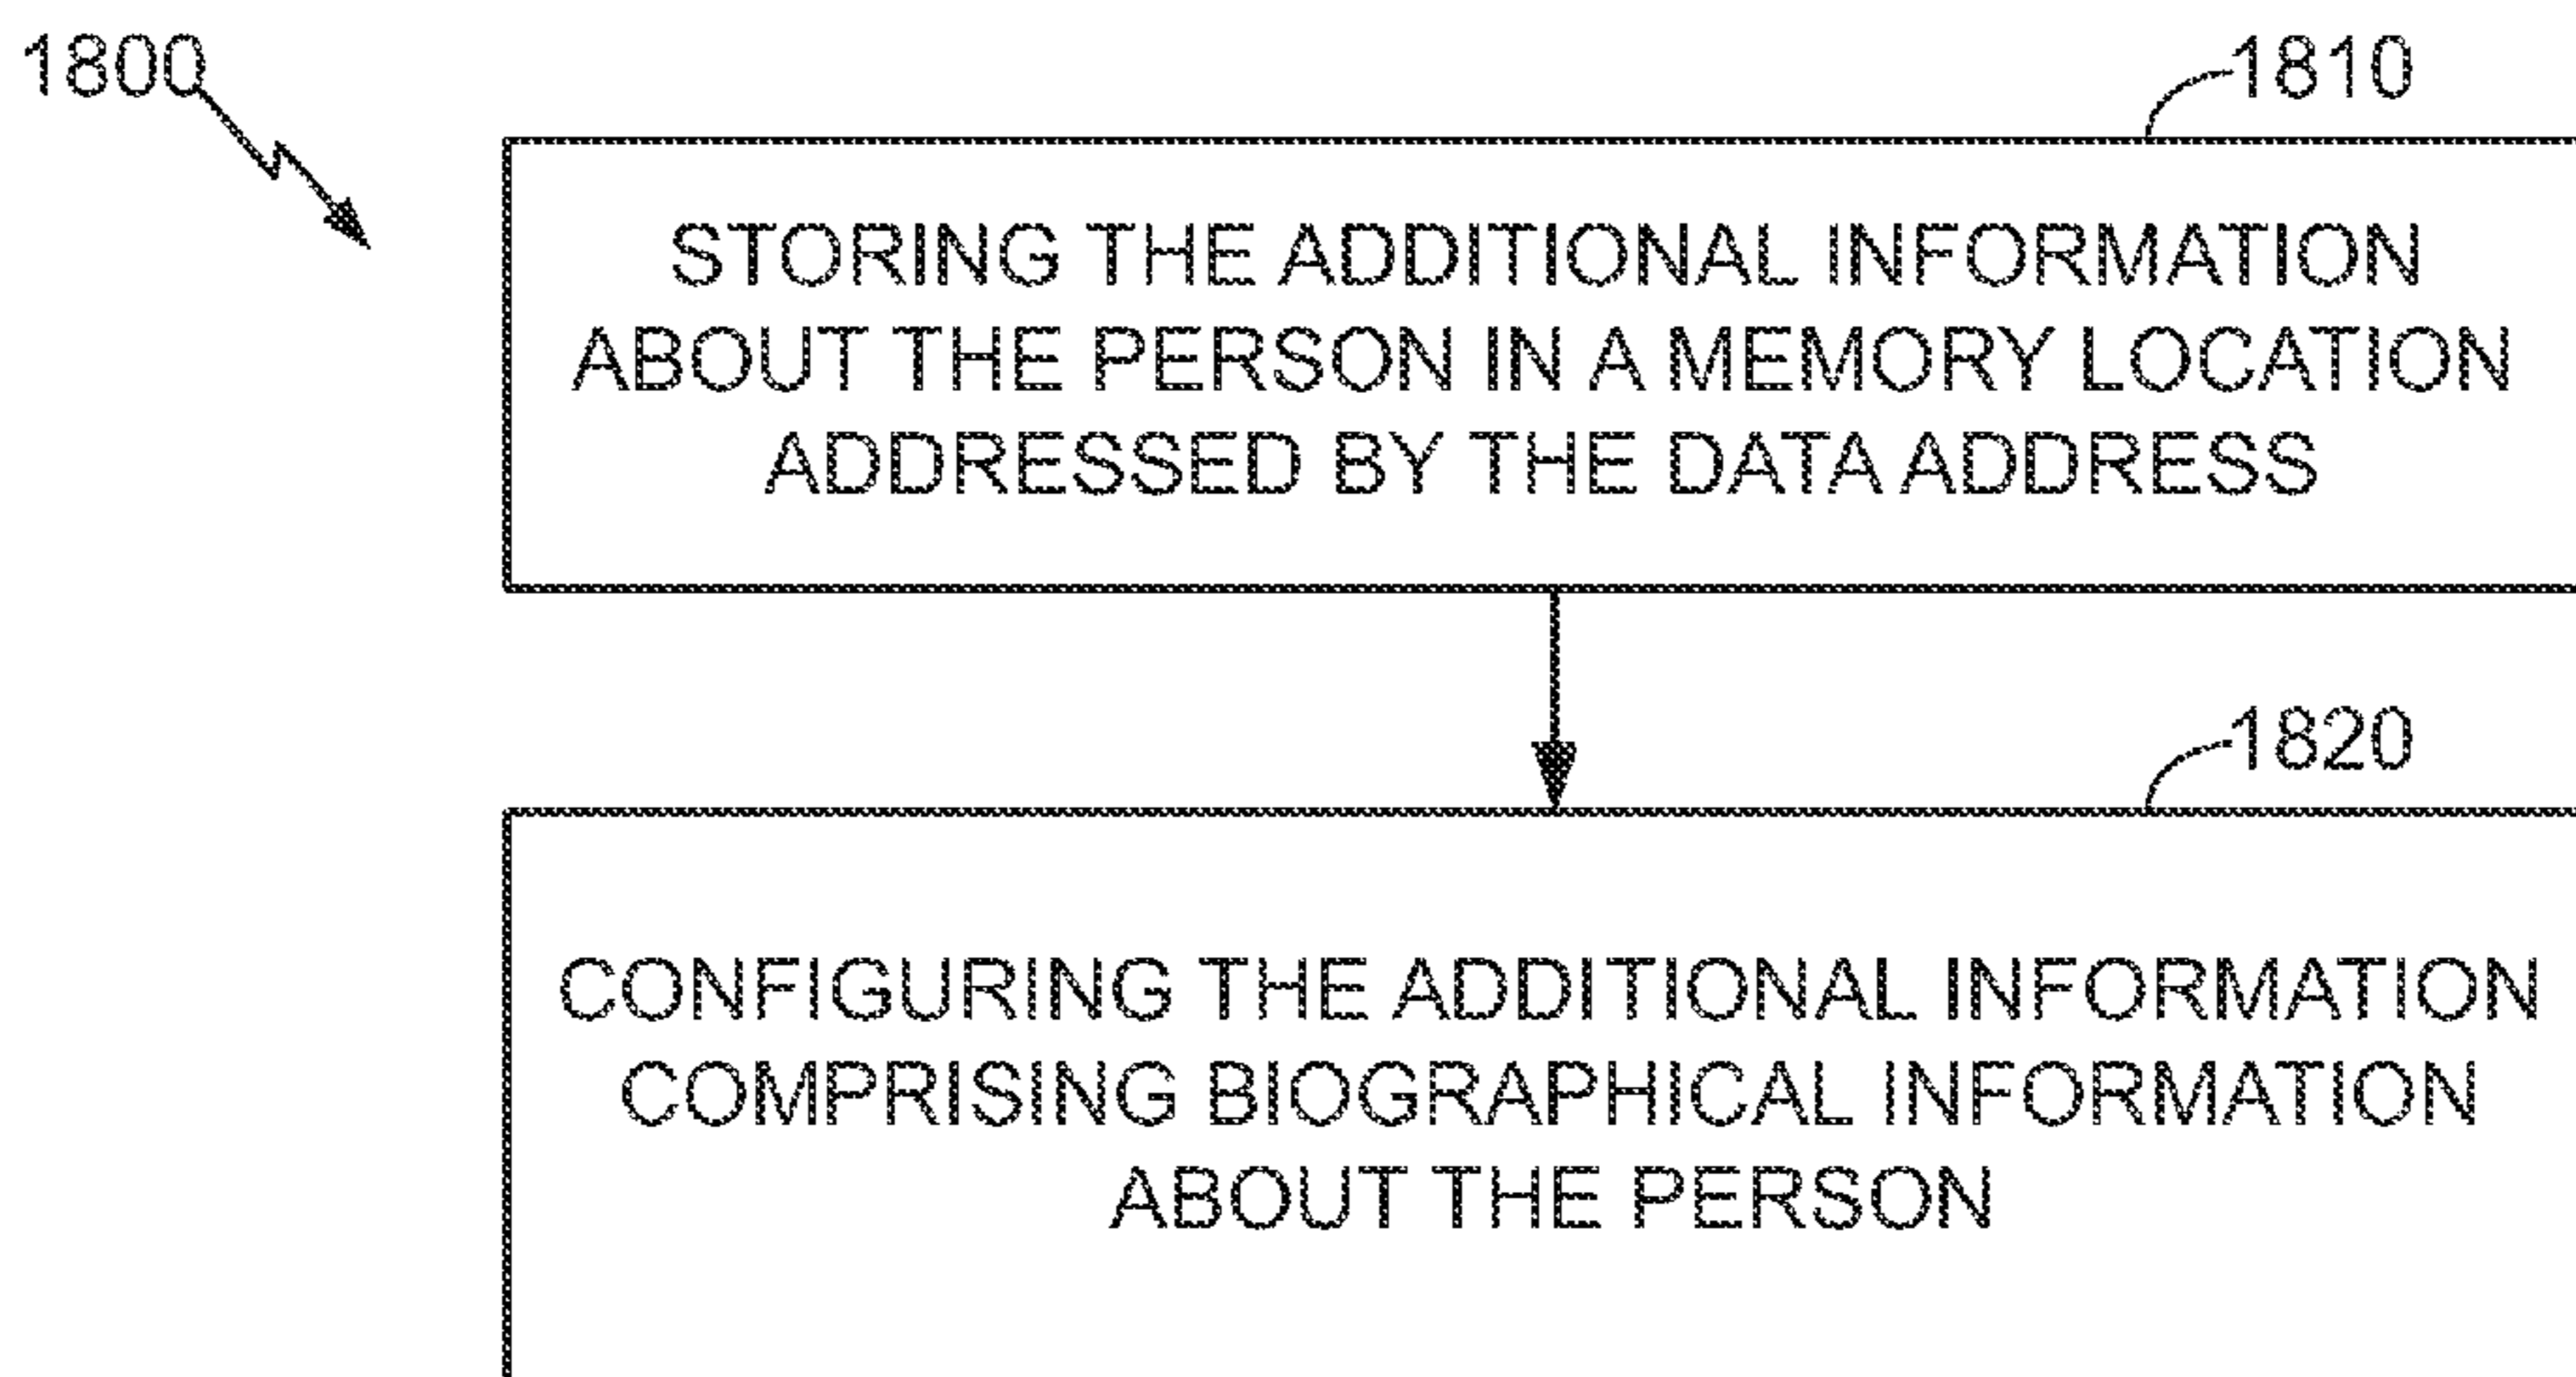 1800
1810
STORING THE ADDITIONAL INFORMATION
ABOUT THE PERSON IN A MEMORY LOCATION
ADDRESSED BY THE DATA ADDRESS
1820
CONFIGURING THE ADDITIONAL INFORMATION
COMPRISING BIOGRAPHICAL INFORMATION
ABOUT THE PERSON